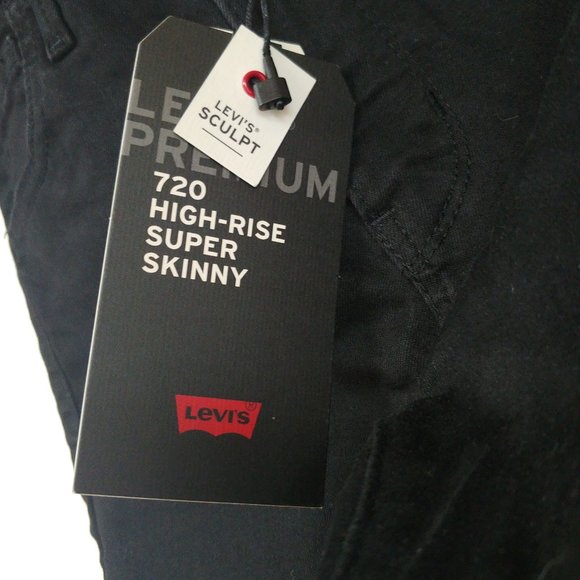 LEVI'S®
SCULPT
PREMIUM
720
HIGH-RISE
SUPER
SKINNY
Levi's®